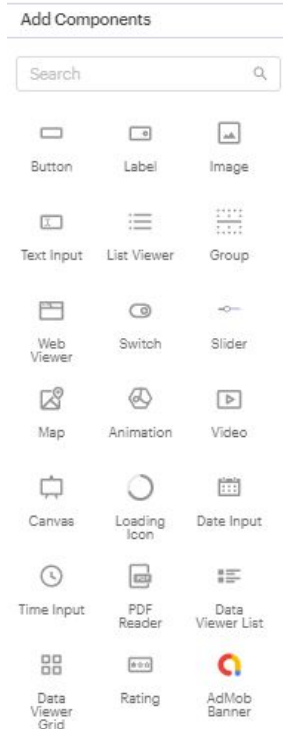 Add Components
Search
Button Label Image
Text Input List Viewer Group
Web Viewer Switch Slider
Map Animation Video
Canvas Loading Icon Date Input
Time Input PDF Reader Data Viewer List
Data Viewer Grid Rating AdMob Banner